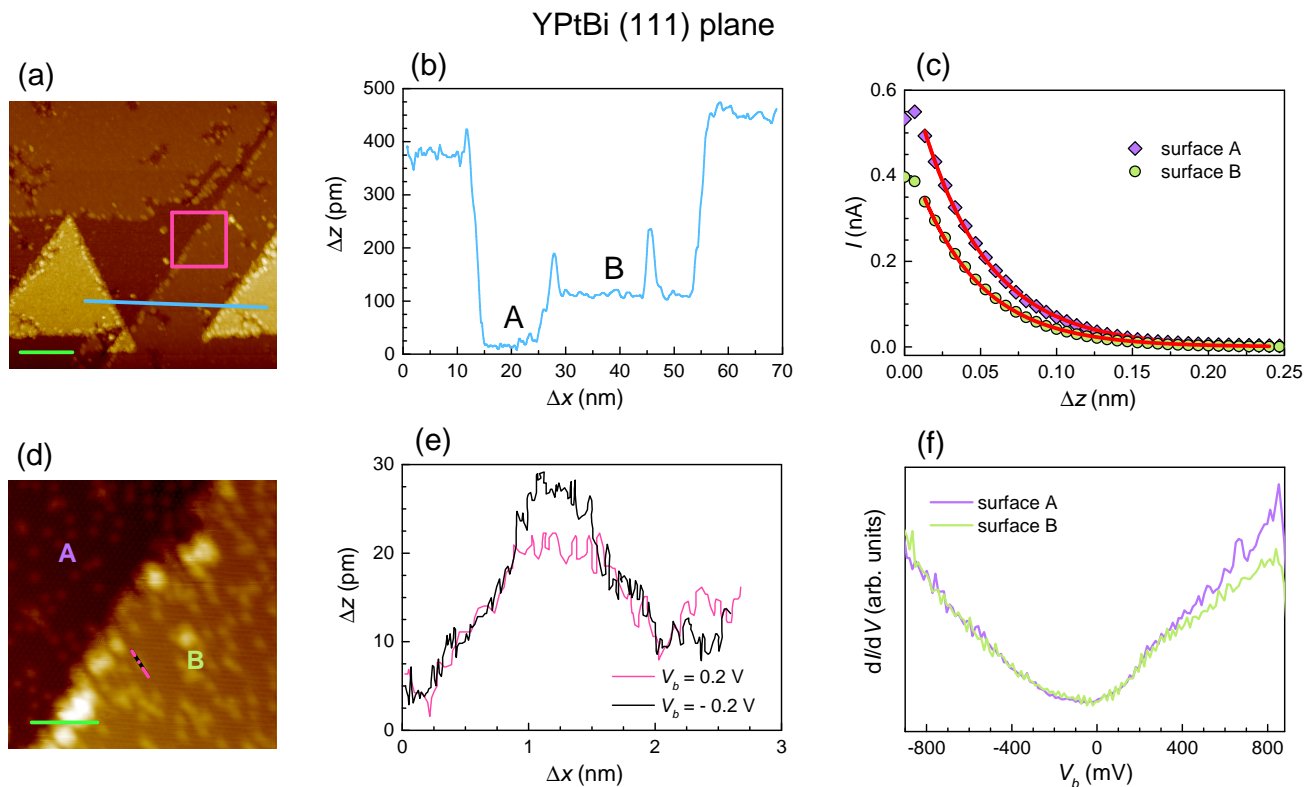 YPtBi (111) plane
(a)
(b)
500
400
300
200
100
0
Δz (pm)
A
B
0 10 20 30 40 50 60 70
Δx (nm)
(c)
0.6
0.4
0.2
0.0
I (nA)
surface A
surface B
0.00 0.05 0.10 0.15 0.20 0.25
Δz (nm)
(d)
A
B
(e)
30
20
10
0
Δz (pm)
V_b = 0.2 V
V_b = - 0.2 V
0 1 2 3
Δx (nm)
(f)
dI/dV (arb. units)
surface A
surface B
-800 -400 0 400 800
V_b (mV)